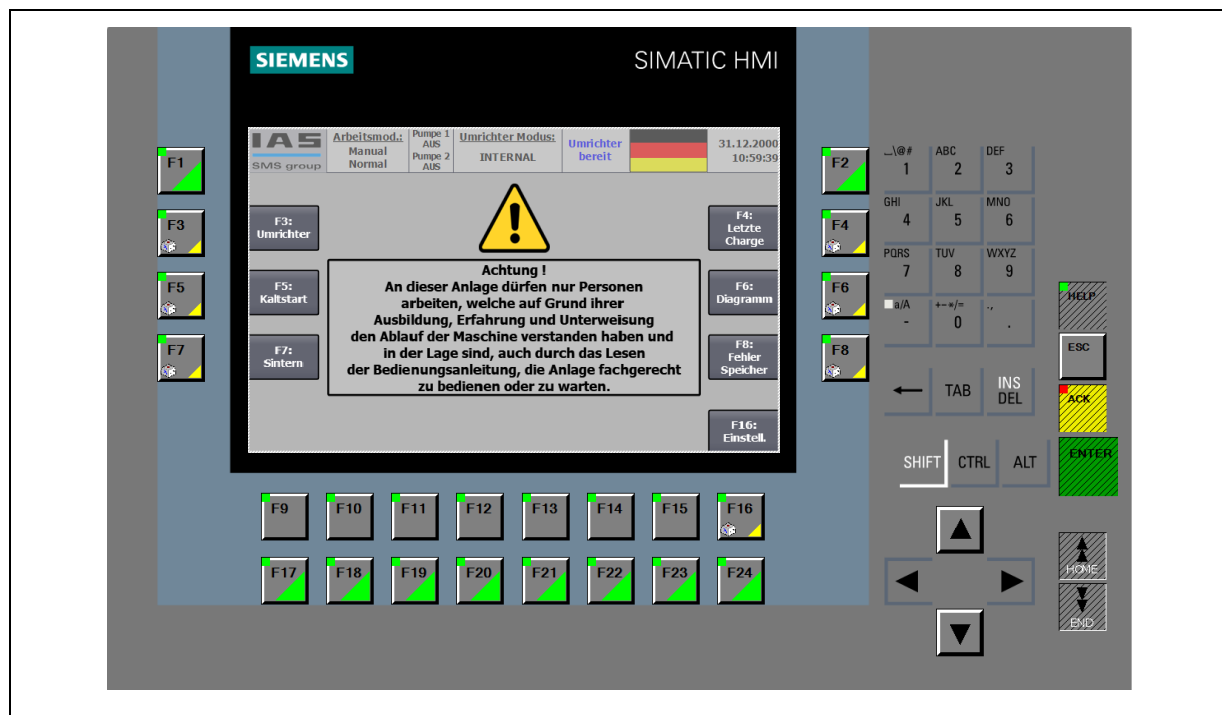 SIEMENS
SIMATIC HMI
IAS
SMS group
Arbeitsmod.:
Manual
Normal
Pumpe 1
AUS
Pumpe 2
AUS
Umrichter Modus:
INTERNAL
Umrichter
bereit
31.12.2000
10:59:39
F3:
Umrichter
F5:
Kaltstart
F7:
Sintern
Achtung !
An dieser Anlage dürfen nur Personen
arbeiten, welche auf Grund ihrer
Ausbildung, Erfahrung und Unterweisung
den Ablauf der Maschine verstanden haben und
in der Lage sind, auch durch das Lesen
der Bedienungsanleitung, die Anlage fachgerecht
zu bedienen oder zu warten.
F4:
Letzte
Charge
F6:
Diagramm
F8:
Fehler
Speicher
F16:
Einstell.
F1
F3
F5
F7
F2
F4
F6
F8
F9 F10 F11 F12 F13 F14 F15 F16
F17 F18 F19 F20 F21 F22 F23 F24
\@# ABC DEF
1 2 3
GHI JKL MNO
4 5 6
PQRS TUV WXYZ
7 8 9
a/A +-*/= .,
- 0 .
TAB
INS
DEL
SHIFT CTRL ALT
HELP
ESC
ACK
ENTER
HOME
END